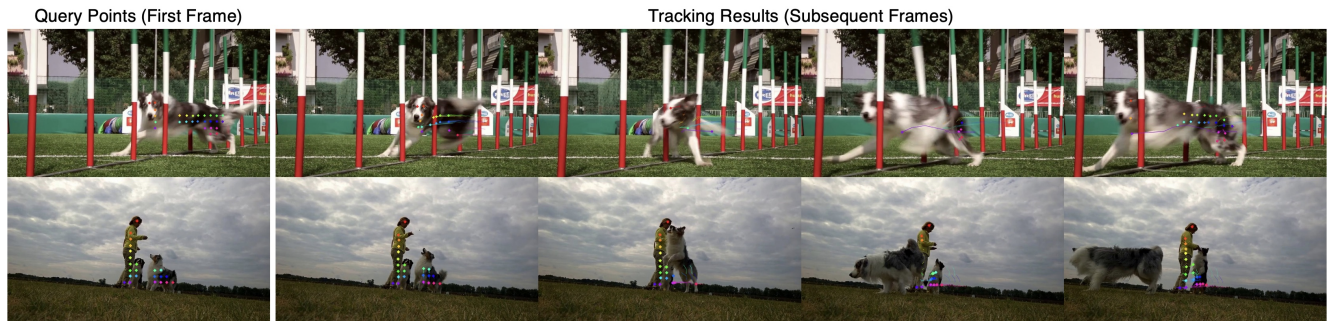 Query Points (First Frame)
Tracking Results (Subsequent Frames)